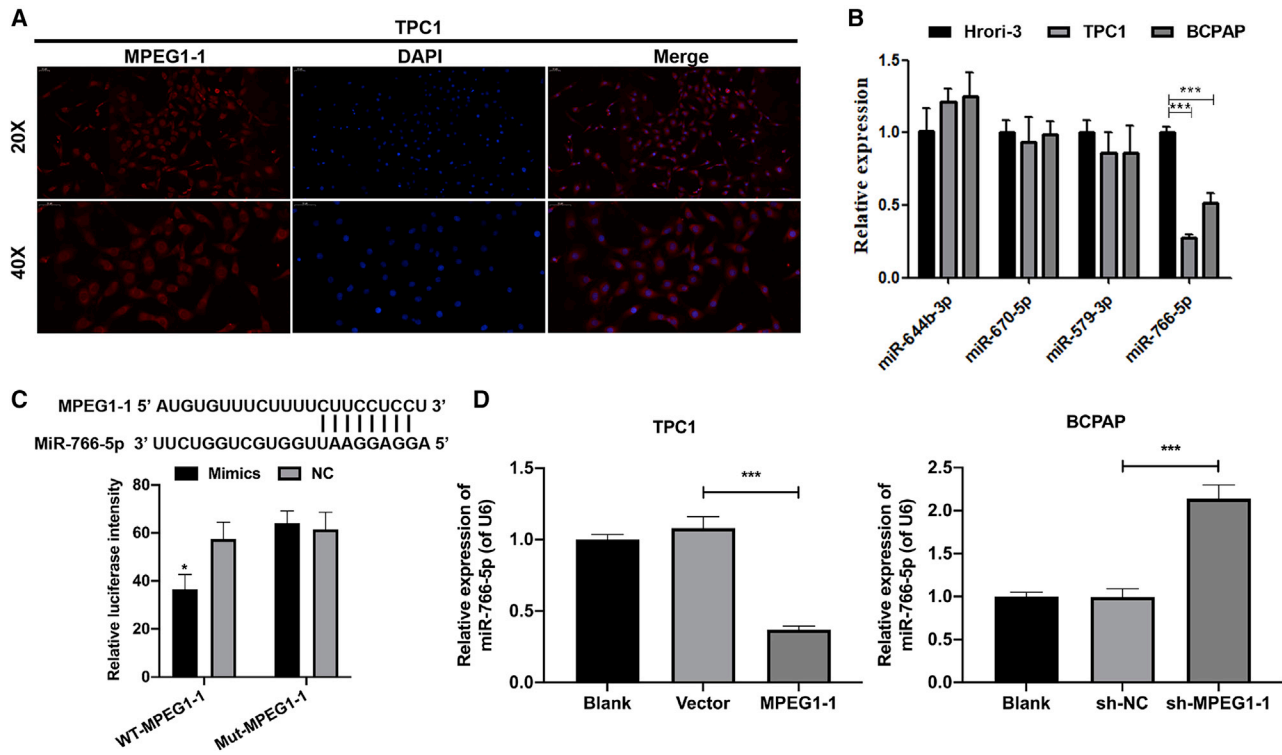 A
TPC1
MPEG1-1 DAPI Merge
20X
40X
B
Hrori-3 TPC1 BCPAP
Relative expression
1.5
1.0
0.5
0.0
***
***
miR-644b-3p
miR-670-5p
miR-579-3p
miR-766-5p
C
MPEG1-1 5’ AUGUGUUUCUUUUCUUCCUCCU 3’
MiR-766-5p 3’ UUCUGGUCGUGGUUAAGGAGGA 5’
Mimics NC
Relative luciferase intensity
80
60
40
20
0
*
WT-MPEG1-1
Mut-MPEG1-1
D
TPC1
Relative expression of
miR-766-5p (of U6)
1.5
1.0
0.5
0.0
***
Blank Vector MPEG1-1
BCPAP
Relative expression of
miR-766-5p (of U6)
2.5
2.0
1.5
1.0
0.5
0.0
***
Blank sh-NC sh-MPEG1-1